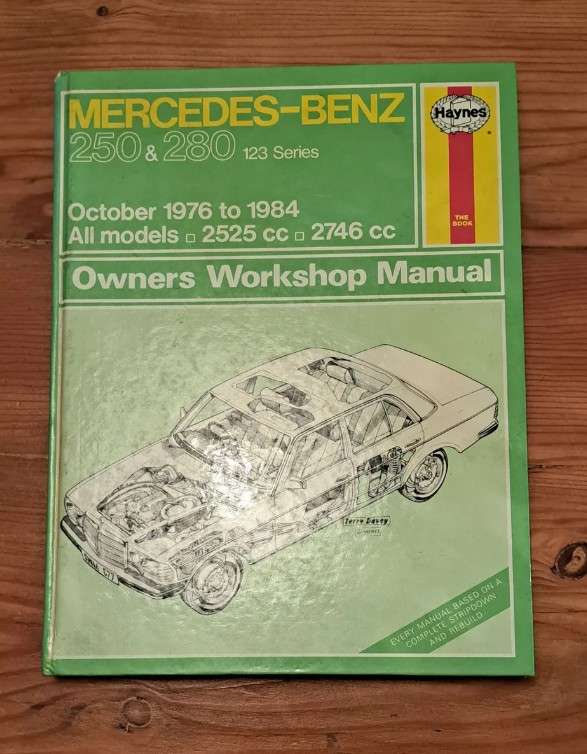 MERCEDES-BENZ
250 & 280 123 Series
October 1976 to 1984
All models 2525 cc 2746 cc
Haynes
THE
BOOK
Owners Workshop Manual
Terry Davey
EVERY MANUAL BASED ON A
COMPLETE STRIPDOWN
AND REBUILD